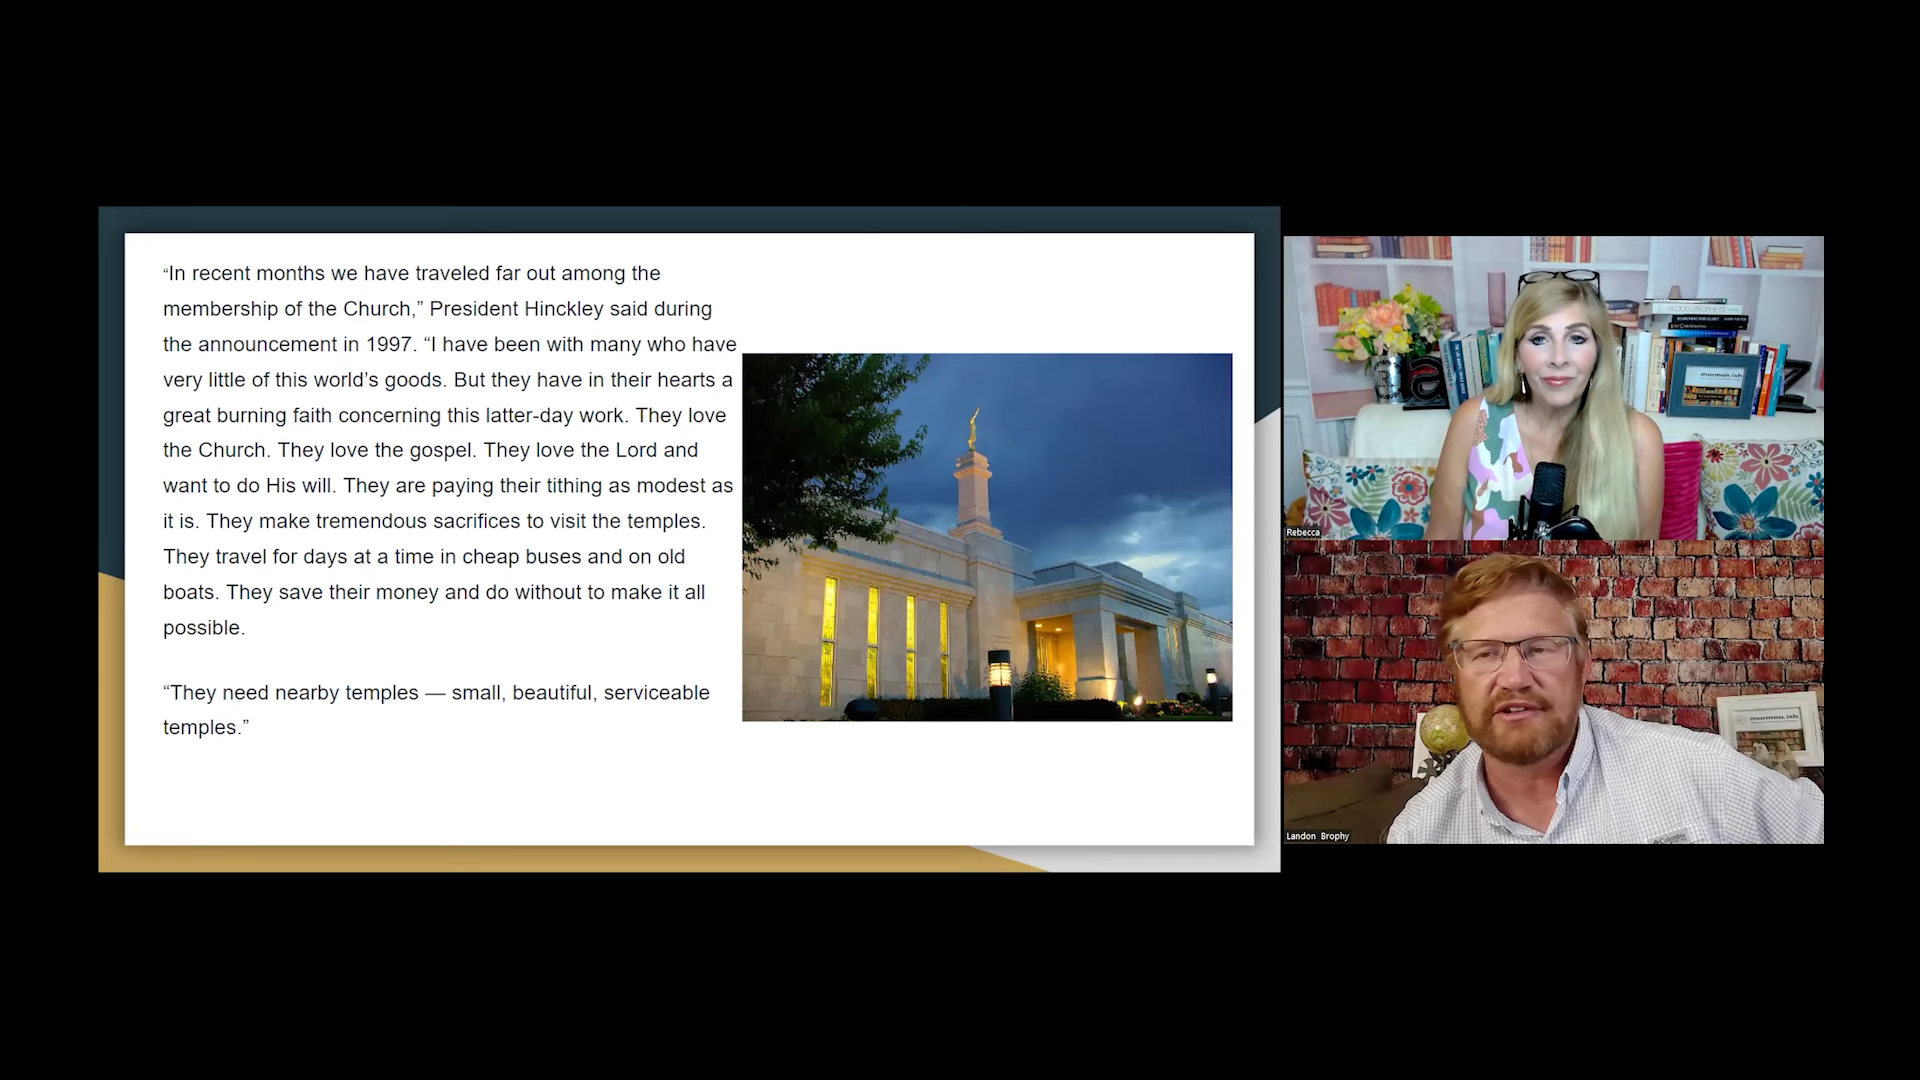 “In recent months we have traveled far out among the
membership of the Church,” President Hinckley said during
the announcement in 1997. “I have been with many who have
very little of this world’s goods. But they have in their hearts a
great burning faith concerning this latter-day work. They love
the Church. They love the gospel. They love the Lord and
want to do His will. They are paying their tithing as modest as
it is. They make tremendous sacrifices to visit the temples.
They travel for days at a time in cheap buses and on old
boats. They save their money and do without to make it all
possible.
“They need nearby temples — small, beautiful, serviceable
temples.”
mormon.ish
Rebecca
mormon.ish
Landon Brophy